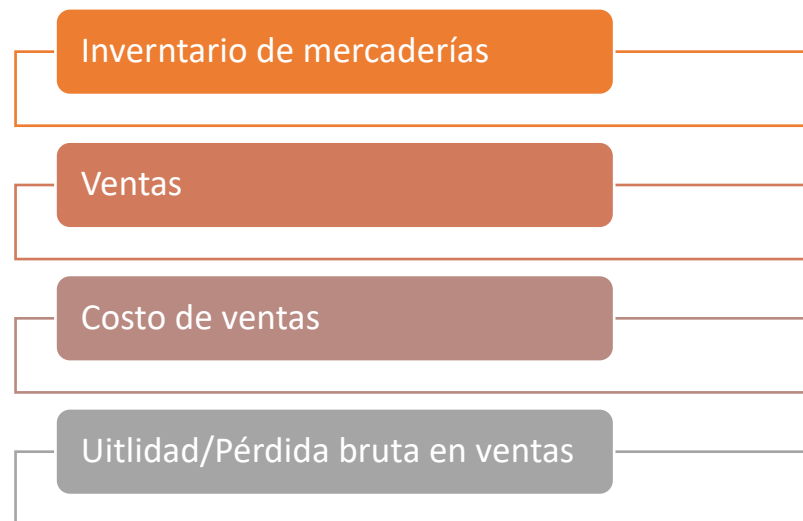 Inverntario de mercaderías
Ventas
Costo de ventas
Uitlidad/Pérdida bruta en ventas